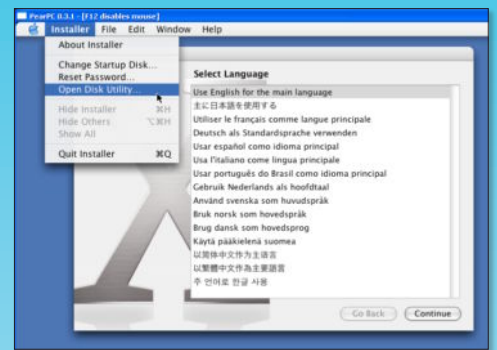 PearPC 0.3.1 - [F12 disables mouse]
Installer File Edit Window Help
About Installer
Change Startup Disk...
Reset Password...
Open Disk Utility...
Hide Installer ⌘H
Hide Others ⌥⌘H
Show All
Quit Installer ⌘Q
Select Language
Use English for the main language
主に日本語を使用する
Utiliser le français comme langue principale
Deutsch als Standardsprache verwenden
Usar español como idioma principal
Usa l'italiano come lingua principale
Usar português do Brasil como idioma principal
Gebruik Nederlands als hoofdtaal
Använd svenska som huvudspråk
Bruk norsk som hovedspråk
Brug dansk som hovedsprog
Käytä pääkielenä suomea
以简体中文作为主语言
以繁體中文作為主要語言
주 언어로 한글 사용
Go Back Continue